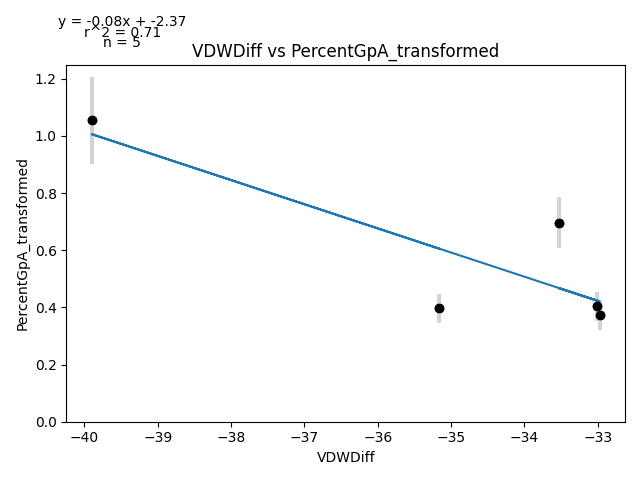 y = -0.08x + -2.37
r^2 = 0.71
n = 5
VDWDiff vs PercentGpA_transformed
PercentGpA_transformed
1.2
1.0
0.8
0.6
0.4
0.2
0.0
−40 −39 −38 −37 −36 −35 −34 −33
VDWDiff